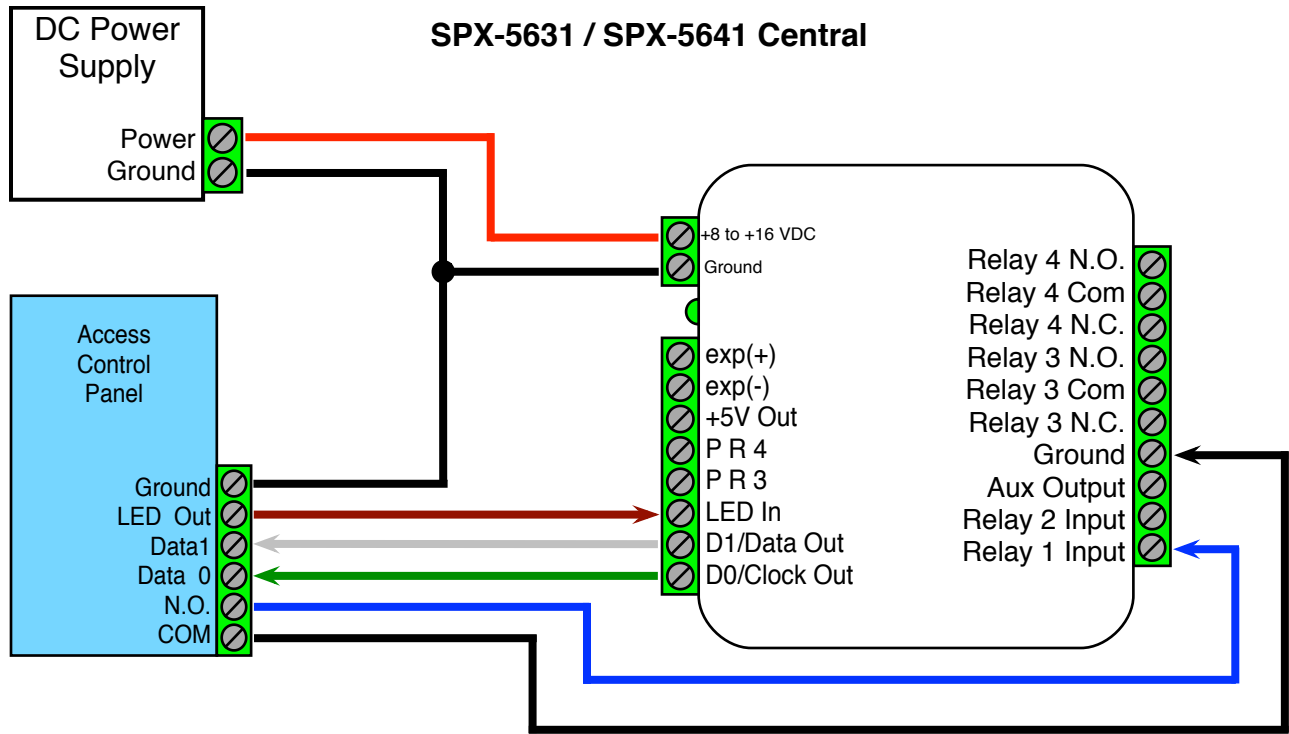 DC Power
Supply
Power
Ground
SPX-5631 / SPX-5641 Central
Access
Control
Panel
Ground
LED Out
Data1
Data 0
N.O.
COM
+8 to +16 VDC
Ground
exp(+)
exp(-)
+5V Out
P R 4
P R 3
LED In
D1/Data Out
D0/Clock Out
Relay 4 N.O.
Relay 4 Com
Relay 4 N.C.
Relay 3 N.O.
Relay 3 Com
Relay 3 N.C.
Ground
Aux Output
Relay 2 Input
Relay 1 Input